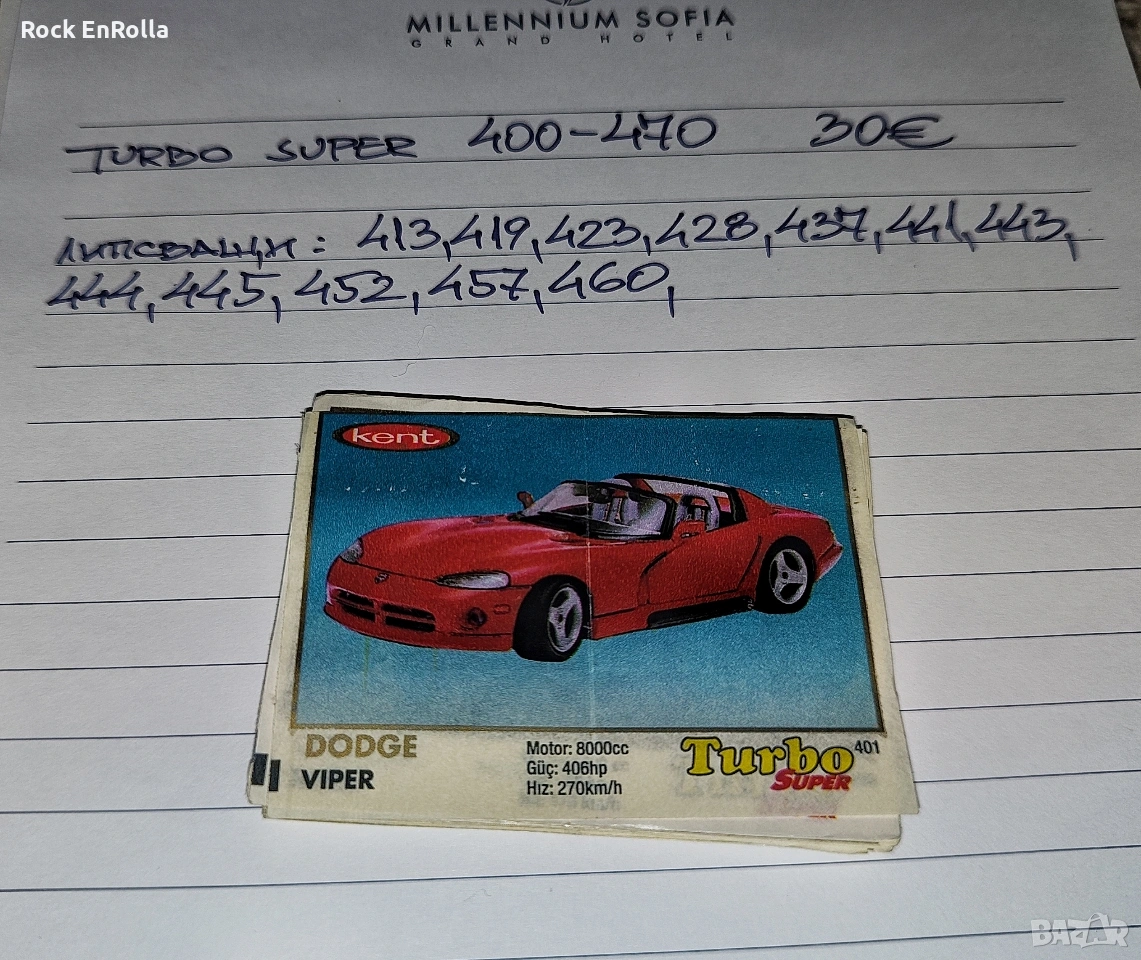 Rock EnRolla
MILLENNIUM SOFIA
GRAND HOTEL
TURBO SUPER 400-470 30€
ЛИПСВАЩИ: 413, 419, 423, 428, 437, 441, 443,
444, 445, 452, 457, 460,
kent
DODGE
VIPER
Motor: 8000cc
Güç: 406hp
Hız: 270km/h
Turbo 401
SUPER
BAZAR